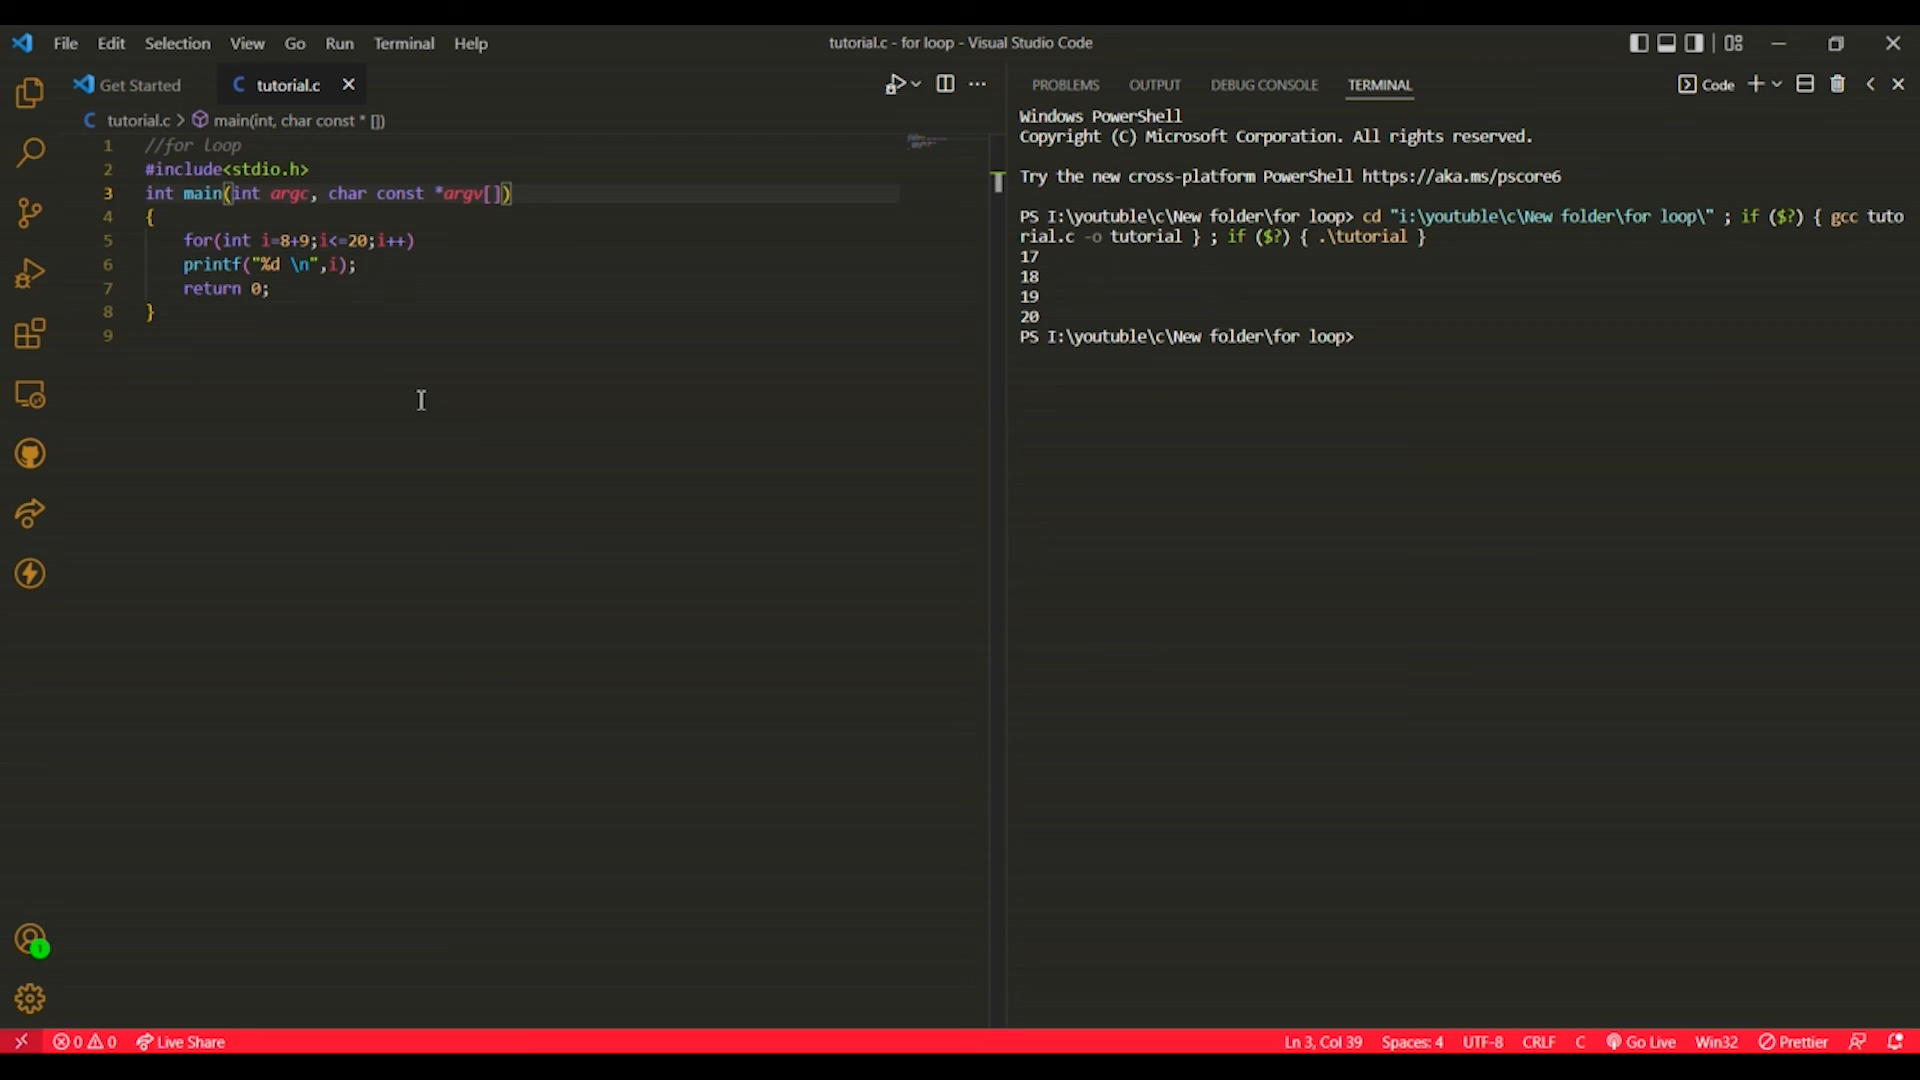 File Edit Selection View Go Run Terminal Help
tutorial.c - for loop - Visual Studio Code
Get Started
C tutorial.c
C tutorial.c > main(int, char const * [])
1 //for loop
2 #include<stdio.h>
3 int main(int argc, char const *argv[])
4 {
5 for(int i=8+9;i<=20;i++)
6 printf("%d \n",i);
7 return 0;
8 }
9
PROBLEMS OUTPUT DEBUG CONSOLE TERMINAL
Code
Windows PowerShell
Copyright (C) Microsoft Corporation. All rights reserved.
Try the new cross-platform PowerShell https://aka.ms/pscore6
PS I:\youtuble\c\New folder\for loop> cd "i:\youtuble\c\New folder\for loop\" ; if ($?) { gcc tuto
rial.c -o tutorial } ; if ($?) { .\tutorial }
17
18
19
20
PS I:\youtuble\c\New folder\for loop>
1
0 0 Live Share
Ln 3, Col 39 Spaces: 4 UTF-8 CRLF C Go Live Win32 Prettier